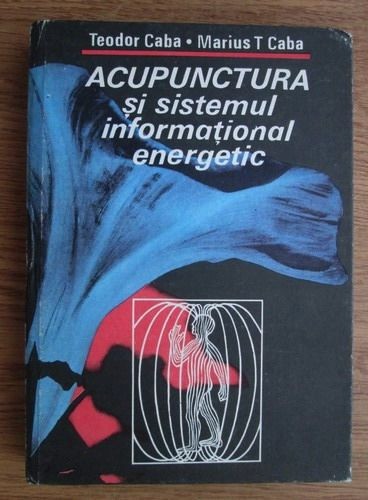 Teodor Caba • Marius T Caba
ACUPUNCTURA
și sistemul
informațional
energetic